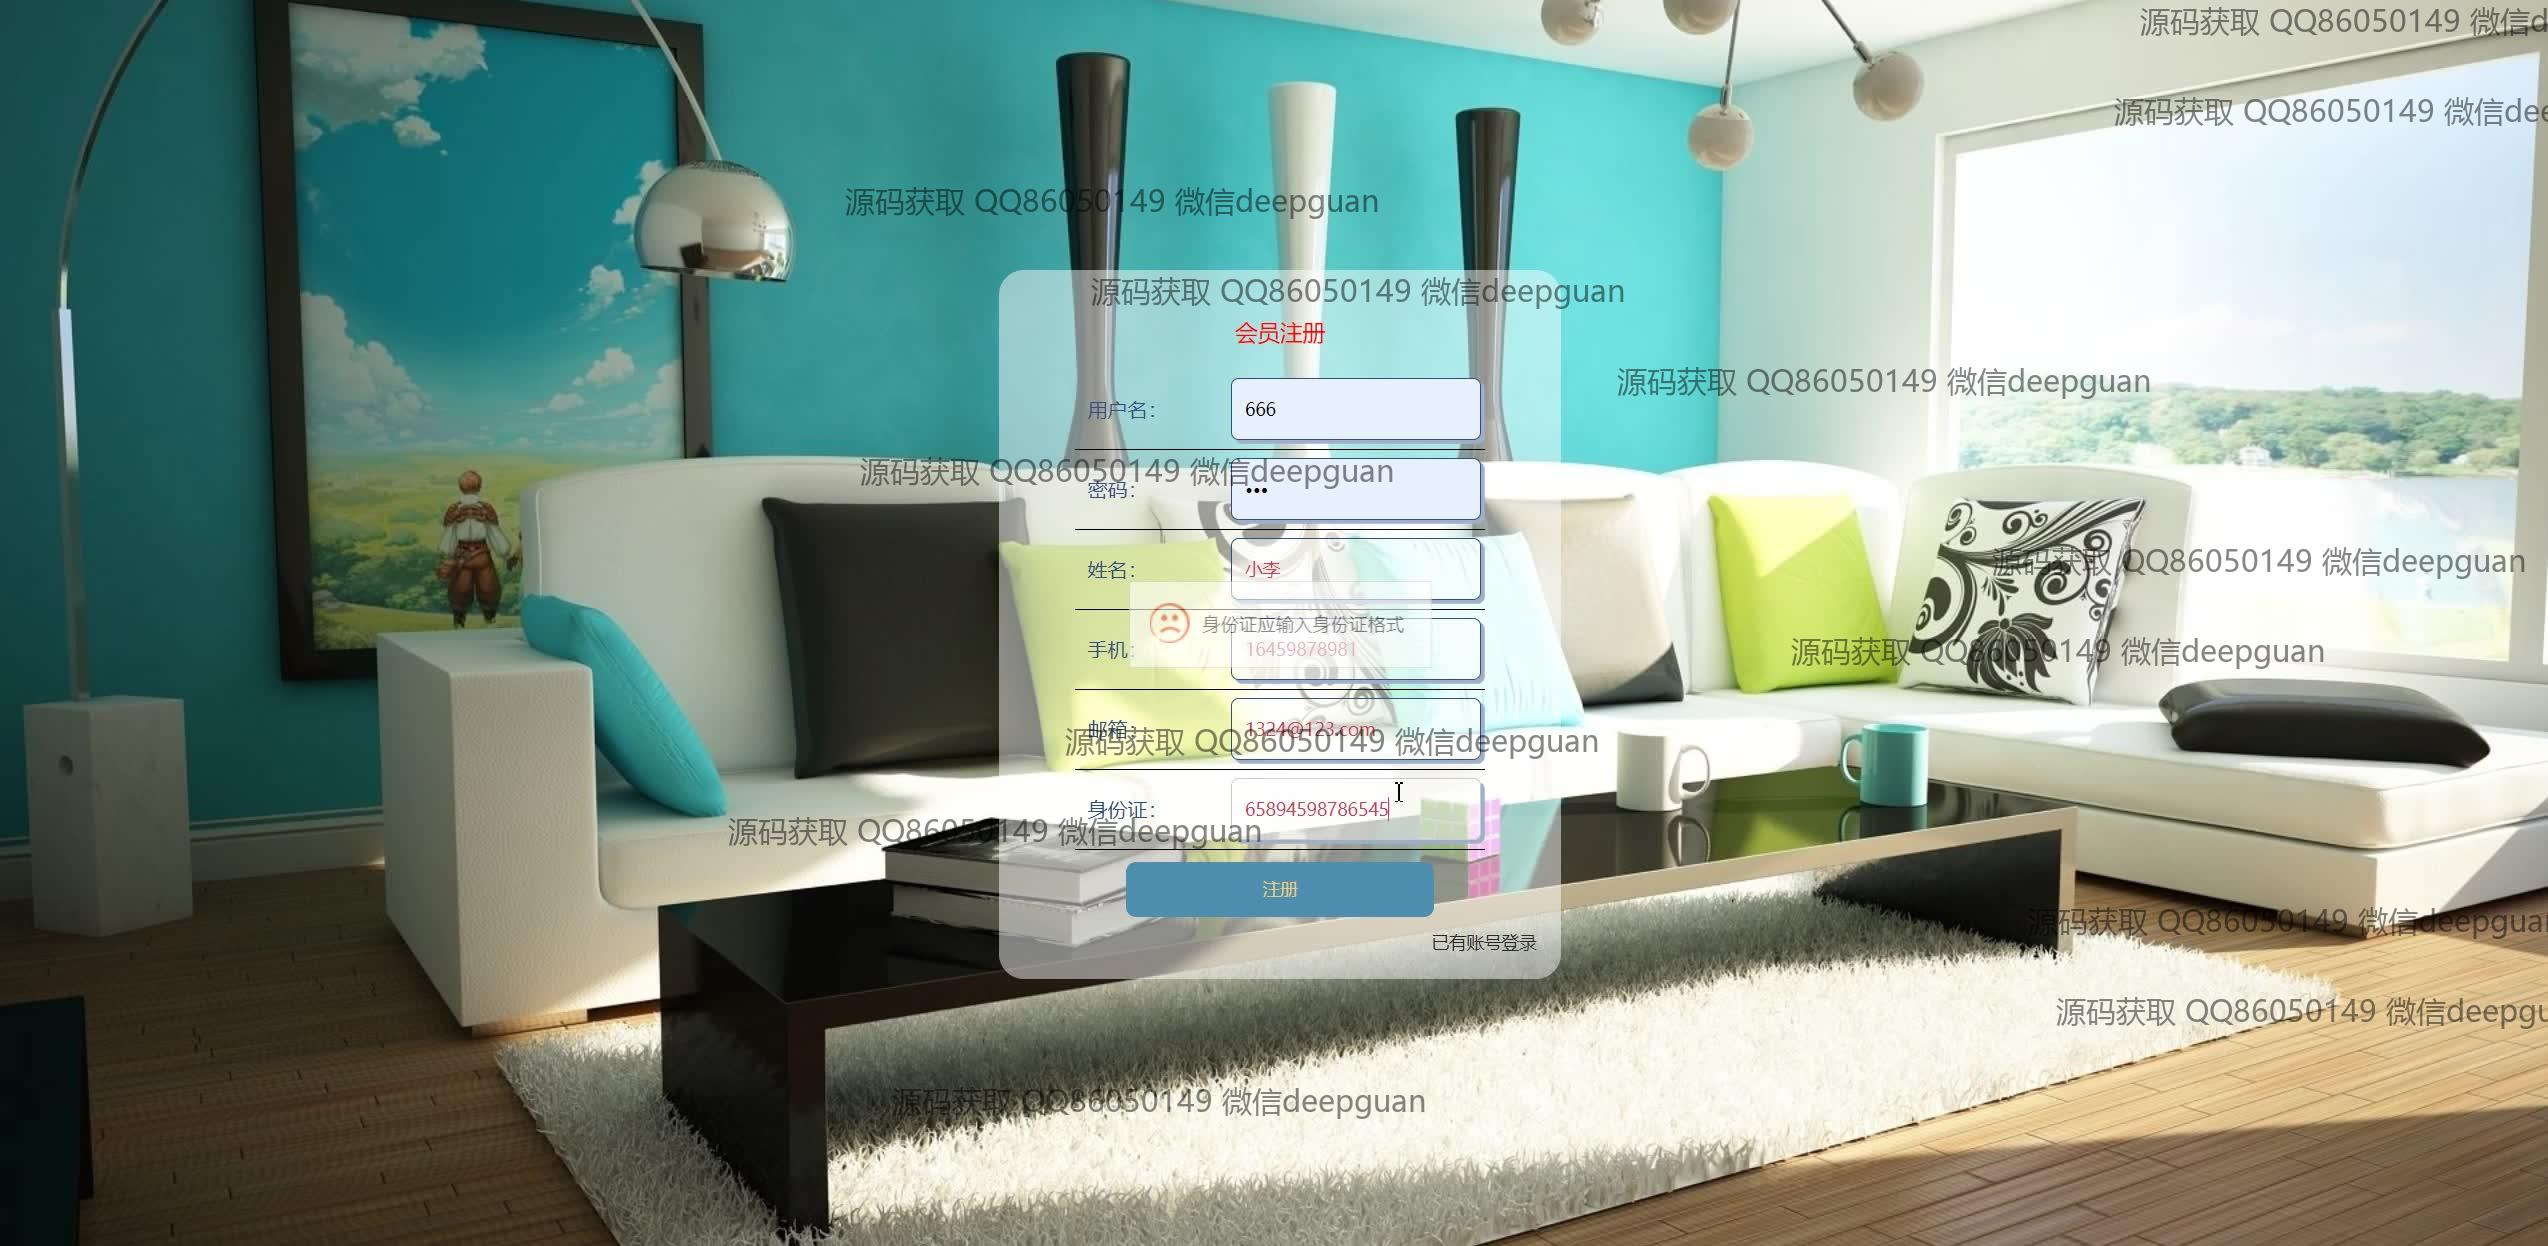 源码获取 QQ86050149 微信d
源码获取 QQ86050149 微信dee
源码获取 QQ86050149 微信deepguan
源码获取 QQ86050149 微信deepguan
会员注册
源码获取 QQ86050149 微信deepguan
用户名：
666
源码获取 QQ86050149 微信deepguan
密码：
•••
源码获取 QQ86050149 微信deepguan
姓名：
小李
身份证应输入身份证格式
手机：
16459878981
源码获取 QQ86050149 微信deepguan
邮箱：
1324@123.com
源码获取 QQ86050149 微信deepguan
身份证：
65894598786545
源码获取 QQ86050149 微信deepguan
注册
源码获取 QQ86050149 微信deepguan
已有账号登录
源码获取 QQ86050149 微信deepgu
源码获取 QQ86050149 微信deepguan